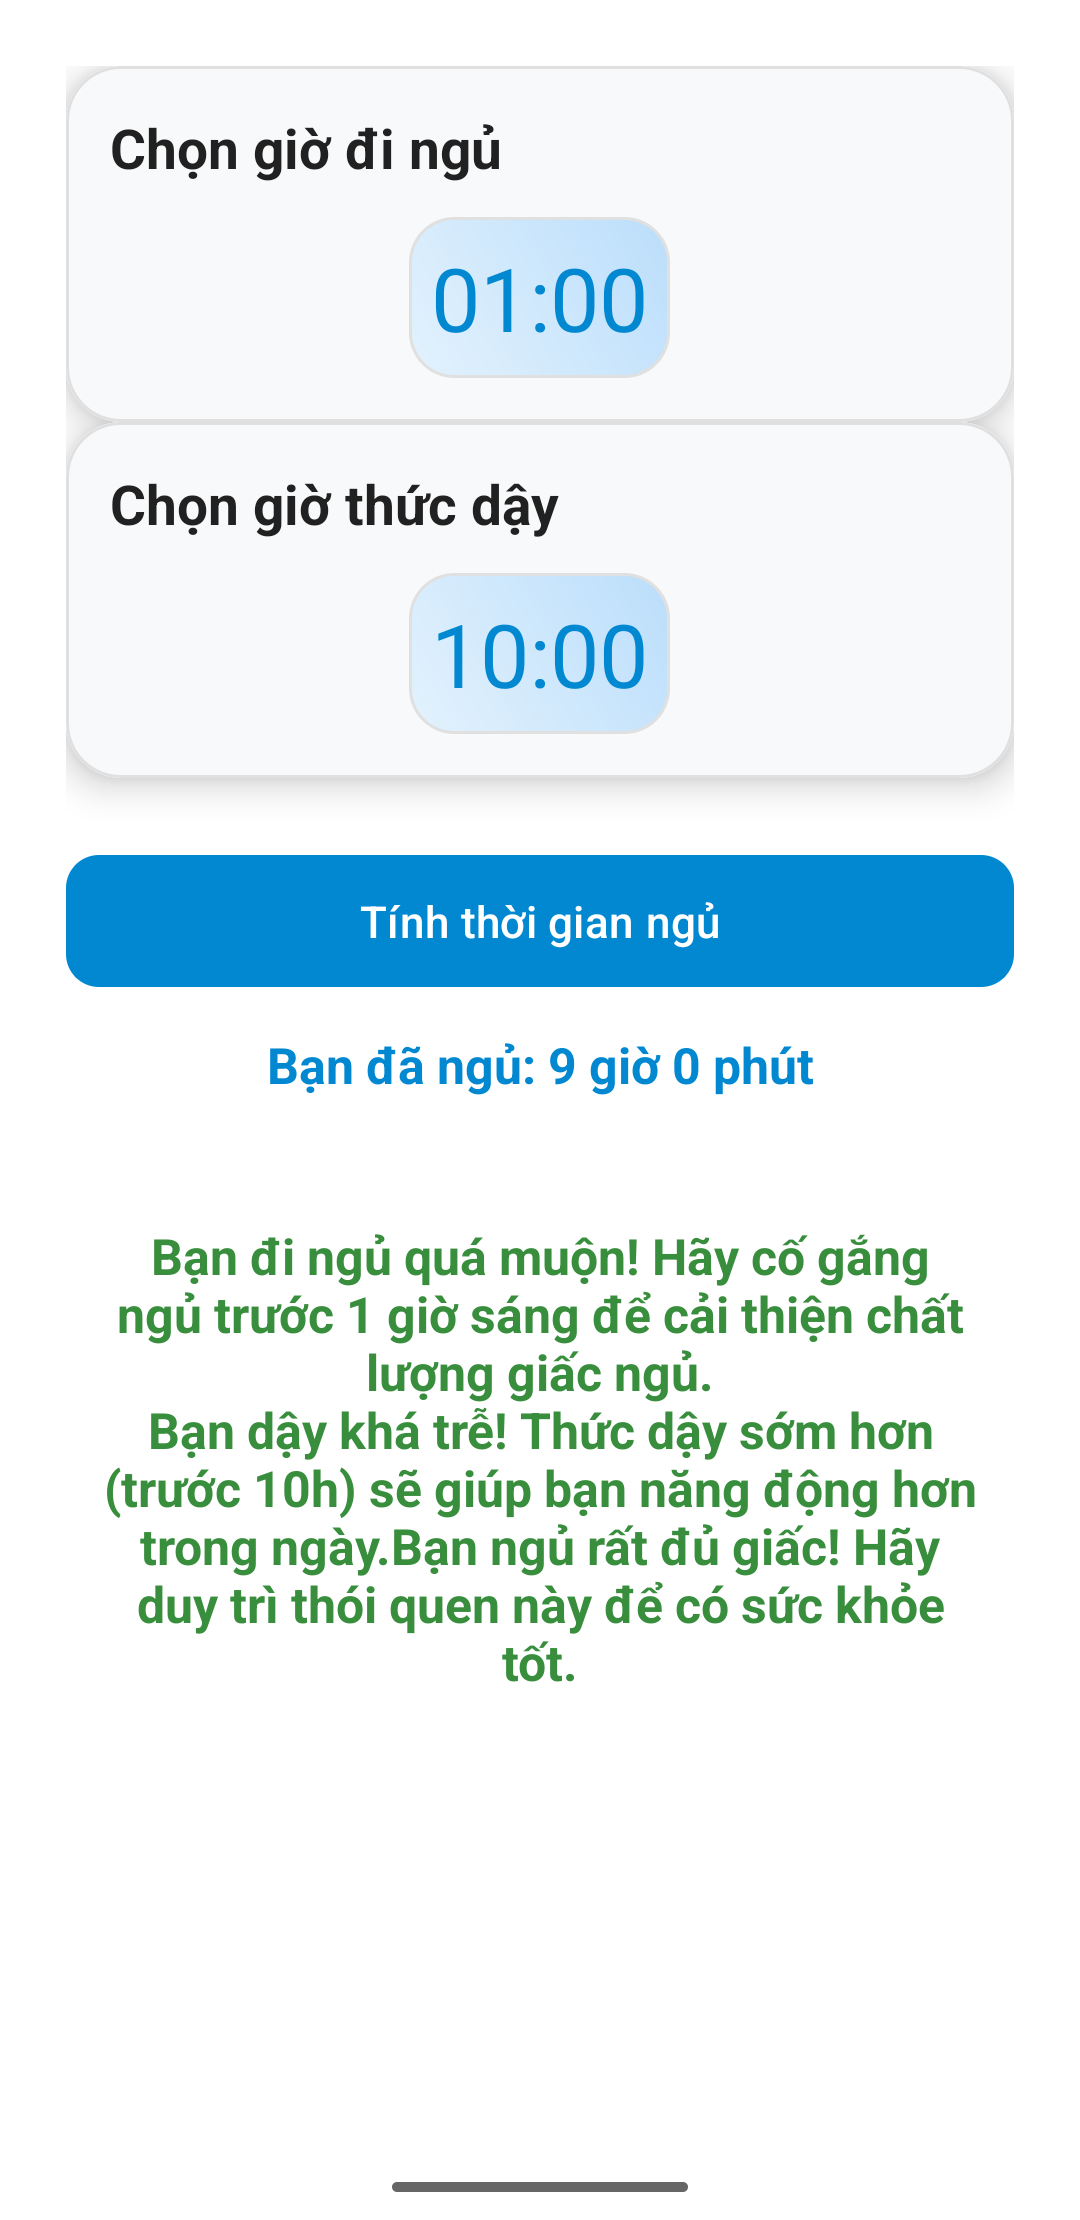 Chọn giờ đi ngủ
01:00
Chọn giờ thức dậy
10:00
Tính thời gian ngủ
Bạn đã ngủ: 9 giờ 0 phút
Bạn đi ngủ quá muộn! Hãy cố gắng
ngủ trước 1 giờ sáng để cải thiện chất
lượng giấc ngủ.
Bạn dậy khá trễ! Thức dậy sớm hơn
(trước 10h) sẽ giúp bạn năng động hơn
trong ngày.Bạn ngủ rất đủ giấc! Hãy
duy trì thói quen này để có sức khỏe
tốt.